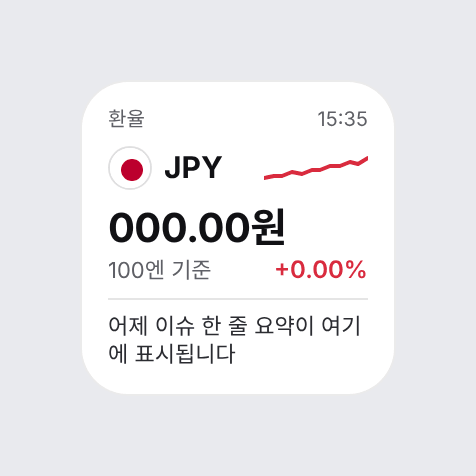 환율 15:35
JPY
000.00원
100엔 기준 +0.00%
어제 이슈 한 줄 요약이 여기
에 표시됩니다